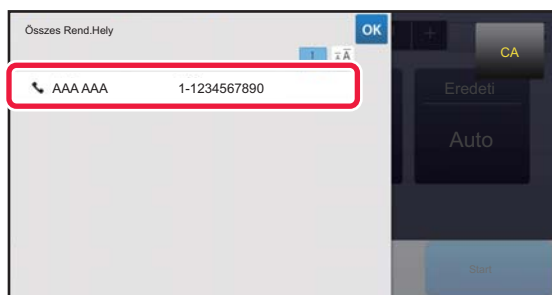 Összes Rend.Hely
OK
CA
1
AAA AAA 1-1234567890
Eredeti
Auto
Start